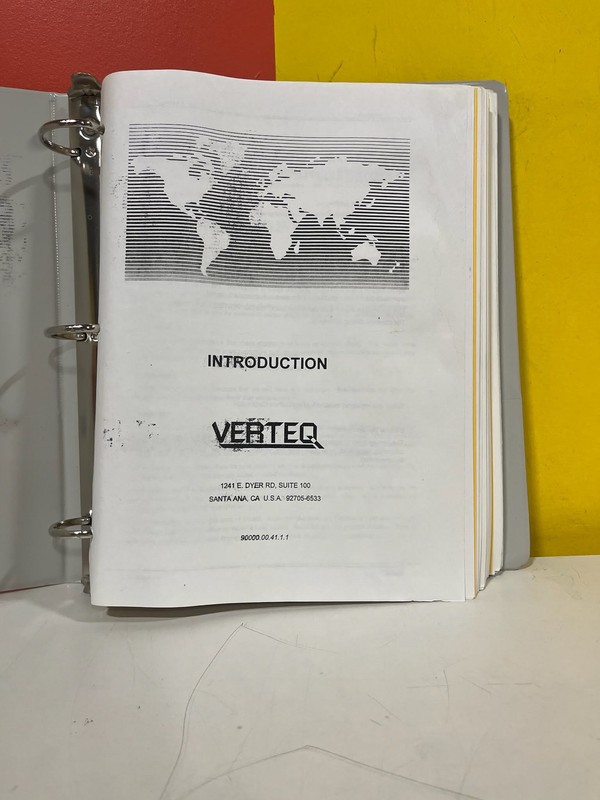 INTRODUCTION
VERTEQ
1241 E. DYER RD, SUITE 100
SANTA ANA, CA U.S.A. 92705-6533
90000.00.41.1.1